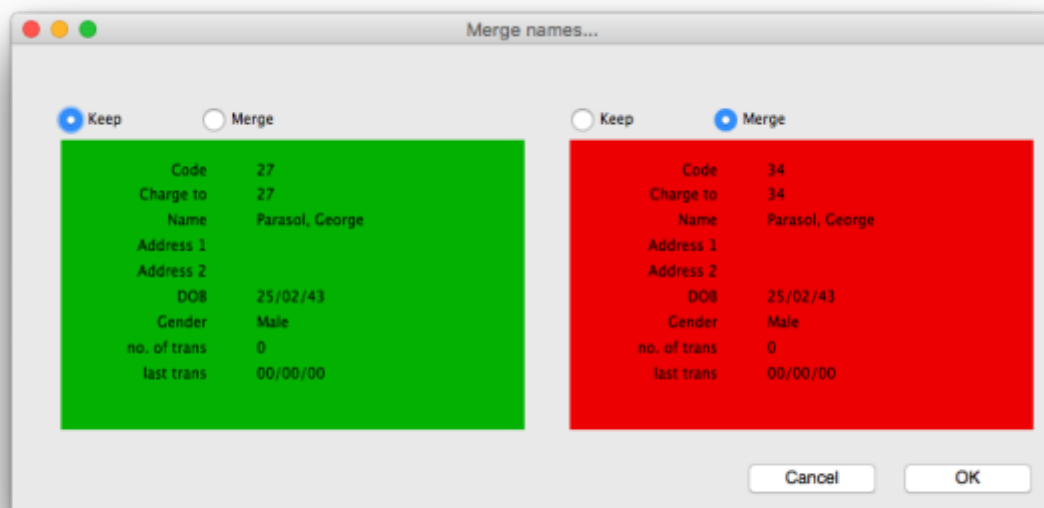 Merge names...
Keep Merge Keep Merge
Code 27 Code 34
Charge to 27 Charge to 34
Name Parasol, George Name Parasol, George
Address 1 Address 1
Address 2 Address 2
DOB 25/02/43 DOB 25/02/43
Gender Male Gender Male
no. of trans 0 no. of trans 0
last trans 00/00/00 last trans 00/00/00
Cancel OK